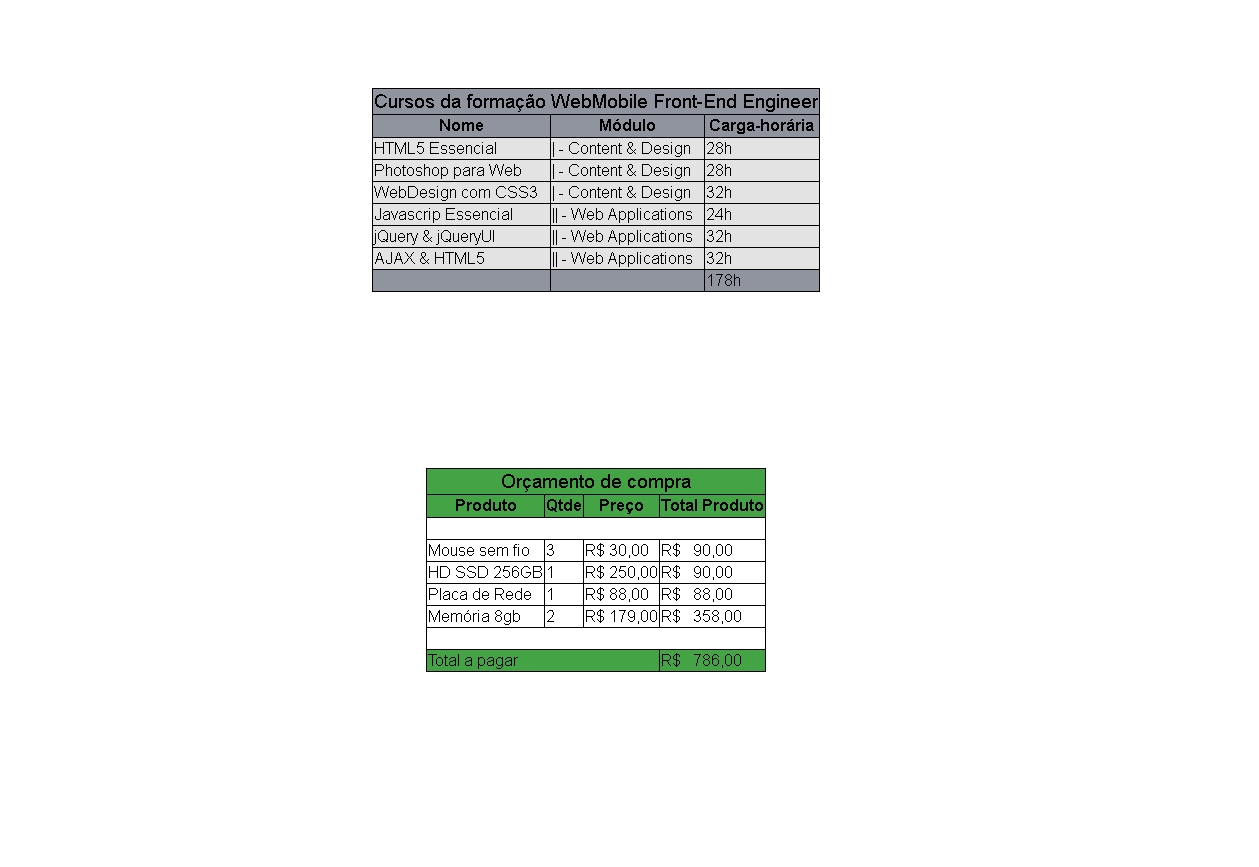 Cursos da formação WebMobile Front-End Engineer
Nome Módulo Carga-horária
HTML5 Essencial | - Content & Design 28h
Photoshop para Web | - Content & Design 28h
WebDesign com CSS3 | - Content & Design 32h
Javascrip Essencial || - Web Applications 24h
jQuery & jQueryUI || - Web Applications 32h
AJAX & HTML5 || - Web Applications 32h
178h
Orçamento de compra
Produto Qtde Preço Total Produto
Mouse sem fio 3 R$ 30,00 R$ 90,00
HD SSD 256GB 1 R$ 250,00 R$ 90,00
Placa de Rede 1 R$ 88,00 R$ 88,00
Memória 8gb 2 R$ 179,00 R$ 358,00
Total a pagar R$ 786,00